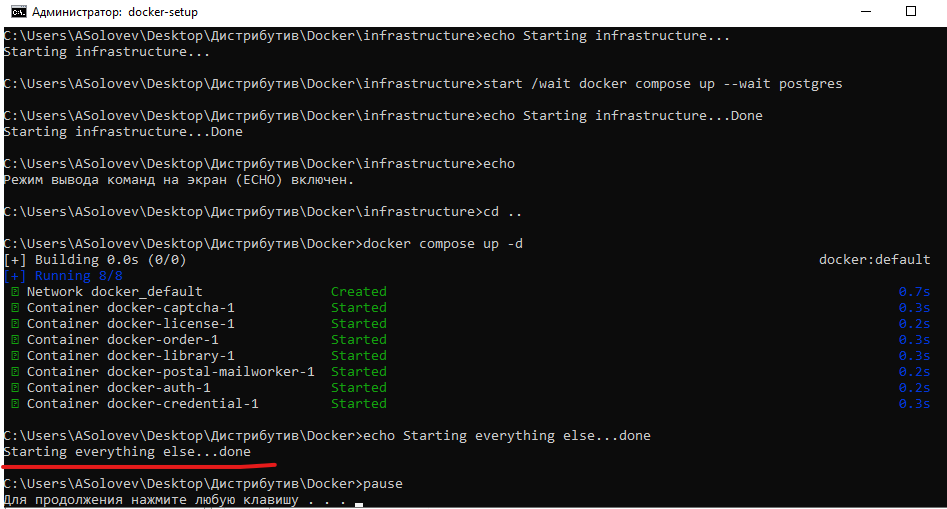 Администратор: docker-setup
C:\Users\ASolovev\Desktop\Дистрибутив\Docker\infrastructure>echo Starting infrastructure...
Starting infrastructure...
C:\Users\ASolovev\Desktop\Дистрибутив\Docker\infrastructure>start /wait docker compose up --wait postgres
C:\Users\ASolovev\Desktop\Дистрибутив\Docker\infrastructure>echo Starting infrastructure...Done
Starting infrastructure...Done
C:\Users\ASolovev\Desktop\Дистрибутив\Docker\infrastructure>echo
Режим вывода команд на экран (ECHO) включен.
C:\Users\ASolovev\Desktop\Дистрибутив\Docker\infrastructure>cd ..
C:\Users\ASolovev\Desktop\Дистрибутив\Docker>docker compose up -d
[+] Building 0.0s (0/0) docker:default
[+] Running 8/8
Network docker_default Created 0.7s
Container docker-captcha-1 Started 0.3s
Container docker-license-1 Started 0.2s
Container docker-order-1 Started 0.3s
Container docker-library-1 Started 0.3s
Container docker-postal-mailworker-1 Started 0.2s
Container docker-auth-1 Started 0.2s
Container docker-credential-1 Started 0.3s
C:\Users\ASolovev\Desktop\Дистрибутив\Docker>echo Starting everything else...done
Starting everything else...done
C:\Users\ASolovev\Desktop\Дистрибутив\Docker>pause
Для продолжения нажмите любую клавишу . . .